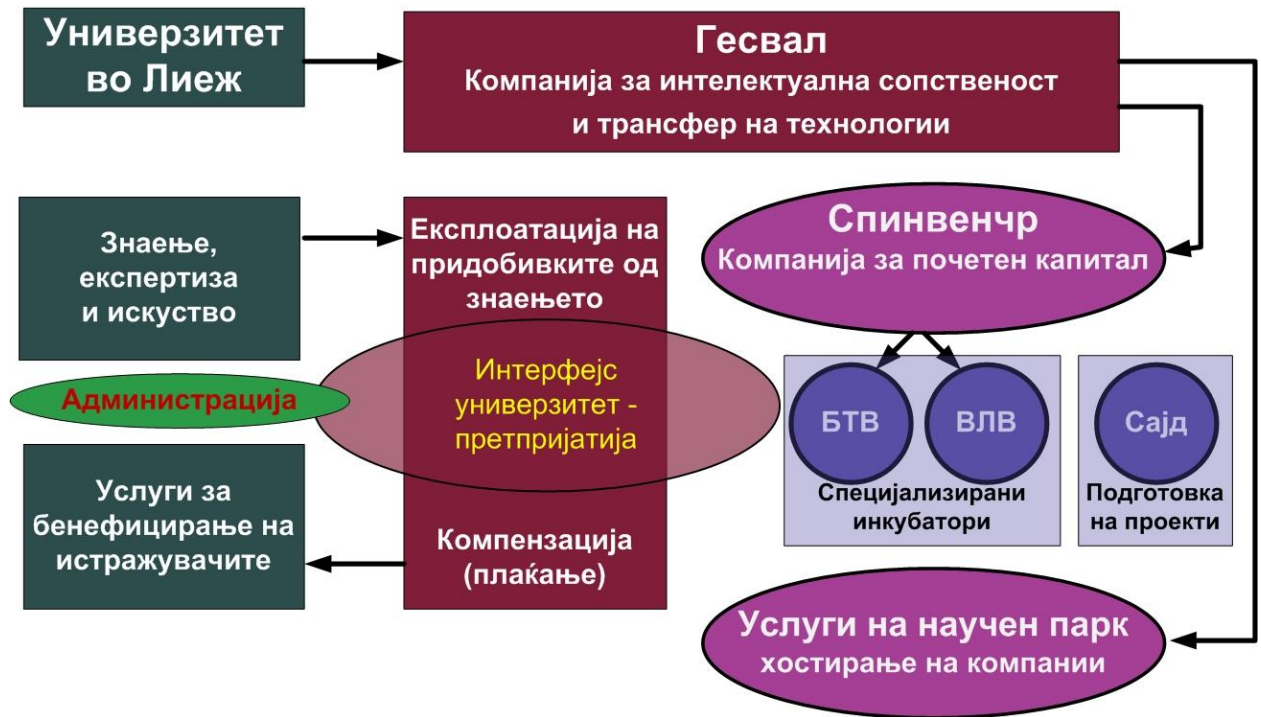 Универзитет
во Лиеж
Гесвал
Компанија за интелектуална сопственост
и трансфер на технологии
Знаење,
експертиза
и искуство
Експлоатација на
придобивките од
знаењето
Спинвенчр
Компанија за почетен капитал
Администрација
Интерфејс
универзитет -
претпријатија
БТВ
ВЛВ
Сајд
Специјализирани
инкубатори
Подготовка
на проекти
Услуги за
бенефицирање на
истражувачите
Компензација
(плаќање)
Услуги на научен парк
хостирање на компании